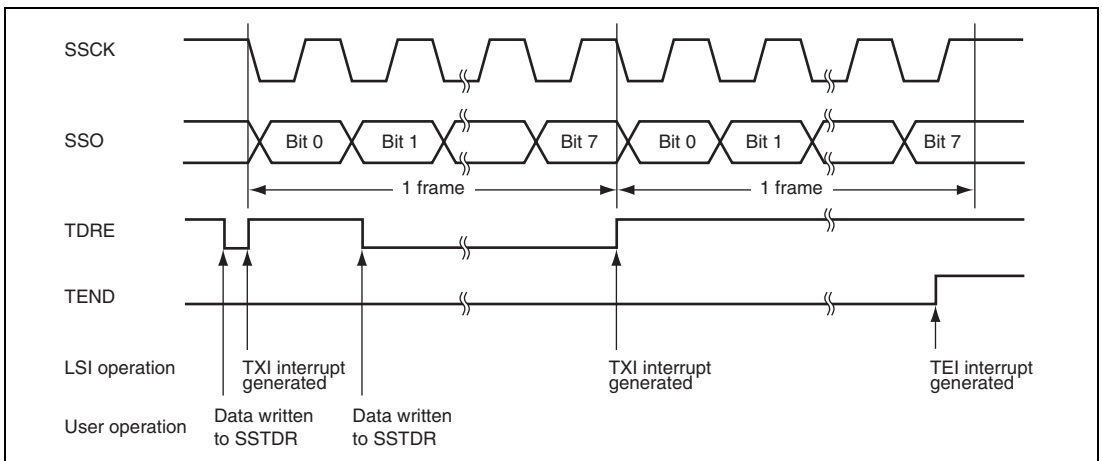 SSCK
SSO
Bit 0
Bit 1
Bit 7
Bit 0
Bit 1
Bit 7
1 frame
1 frame
TDRE
TEND
LSI operation
TXI interrupt
generated
TXI interrupt
generated
TEI interrupt
generated
User operation
Data written
to SSTDR
Data written
to SSTDR